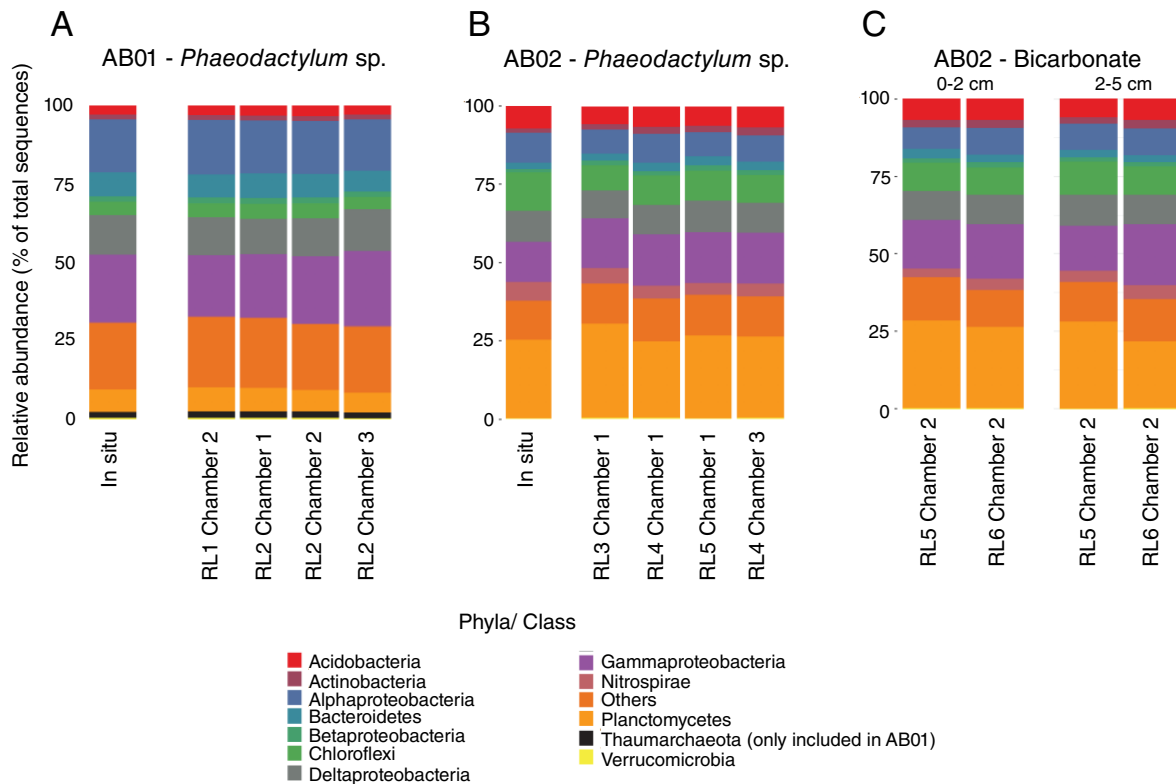 A
AB01 - Phaeodactylum sp.
B
AB02 - Phaeodactylum sp.
C
AB02 - Bicarbonate
0-2 cm
2-5 cm
Relative abundance (% of total sequences)
100
75
50
25
0
In situ
RL1 Chamber 2
RL2 Chamber 1
RL2 Chamber 2
RL2 Chamber 3
100
75
50
25
0
In situ
RL3 Chamber 1
RL4 Chamber 1
RL5 Chamber 1
RL4 Chamber 3
100
75
50
25
0
RL5 Chamber 2
RL6 Chamber 2
RL5 Chamber 2
RL6 Chamber 2
Phyla/ Class
Acidobacteria
Actinobacteria
Alphaproteobacteria
Bacteroidetes
Betaproteobacteria
Chloroflexi
Deltaproteobacteria
Gammaproteobacteria
Nitrospirae
Others
Planctomycetes
Thaumarchaeota (only included in AB01)
Verrucomicrobia